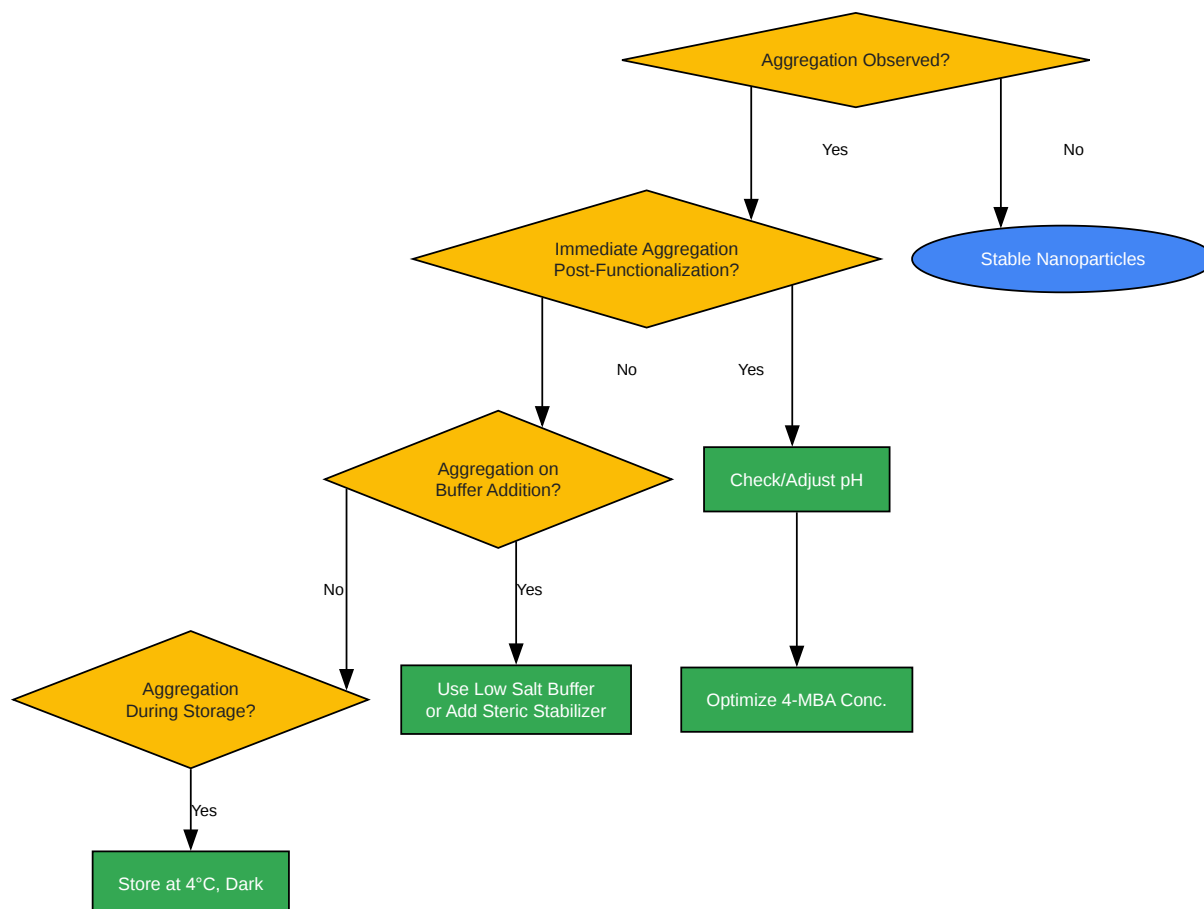 Aggregation Observed?
Yes
No
Immediate Aggregation
Post-Functionalization?
Stable Nanoparticles
No
Yes
Aggregation on
Buffer Addition?
Check/Adjust pH
No
Yes
Aggregation
During Storage?
Use Low Salt Buffer
or Add Steric Stabilizer
Optimize 4-MBA Conc.
Yes
Store at 4°C, Dark